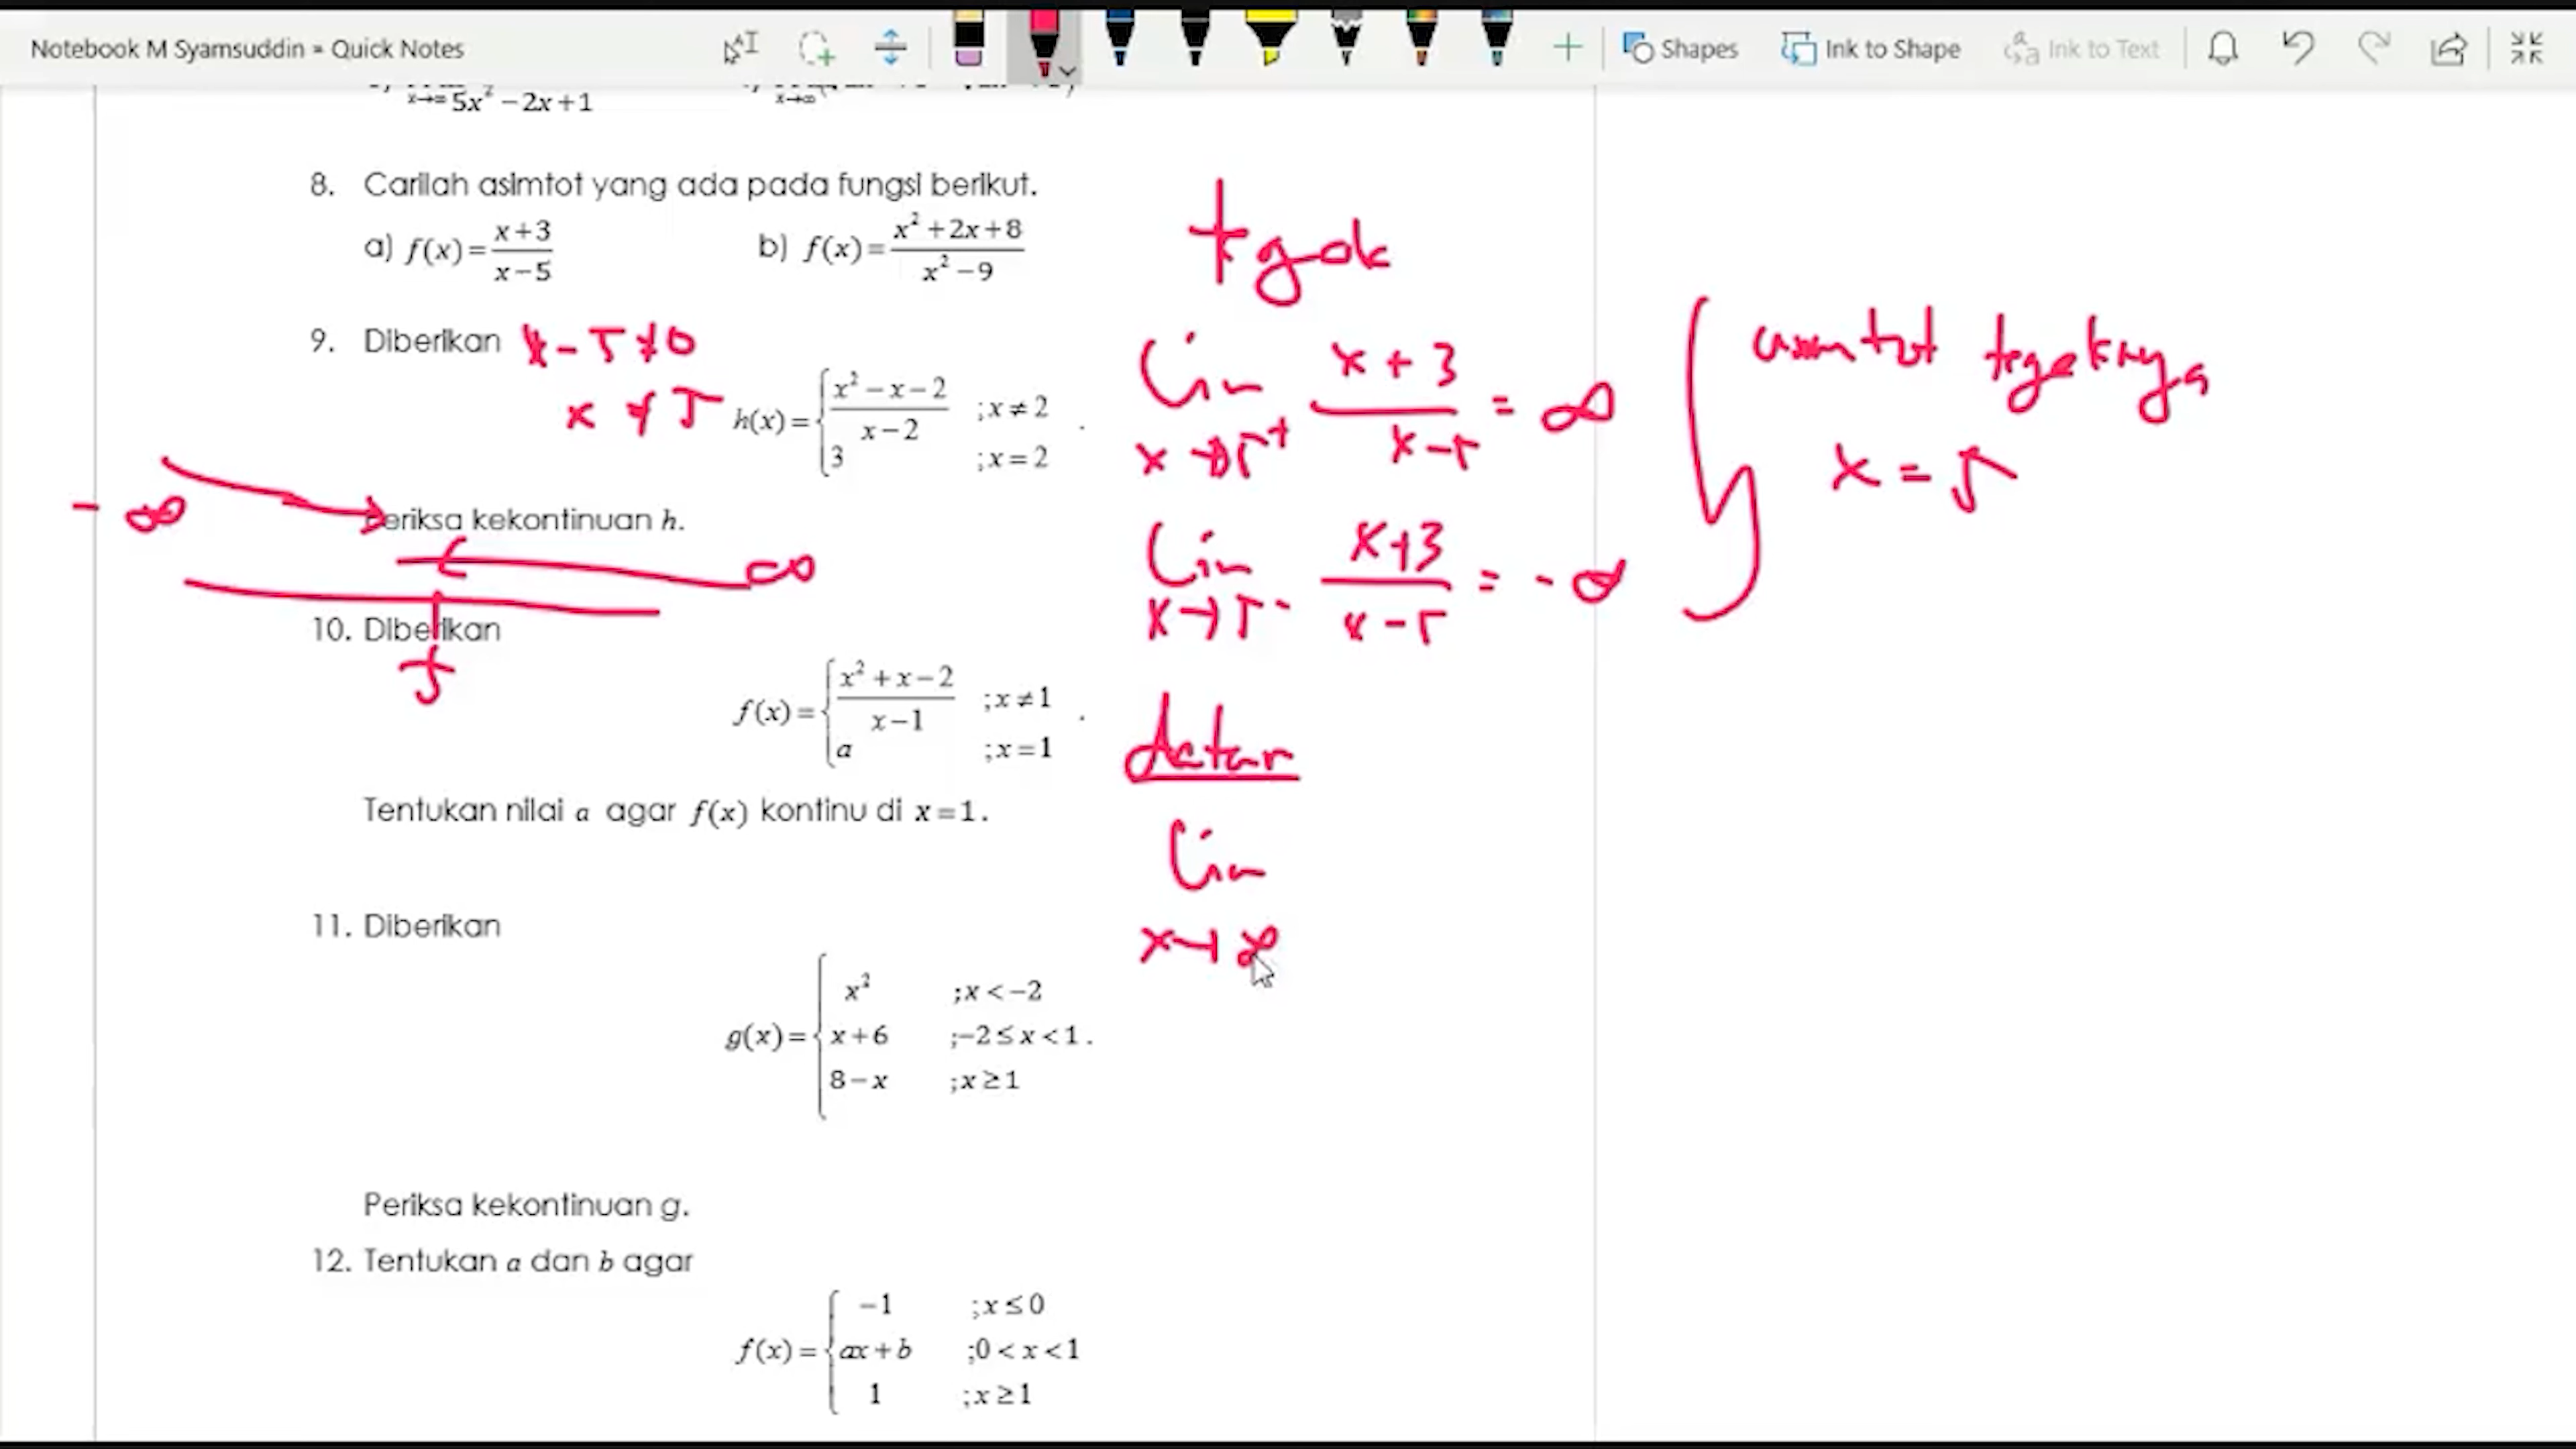 Notebook M Syamsuddin » Quick Notes
Shapes
Ink to Shape
Ink to Text
x→∞ 5x² − 2x + 1
x→∞
8. Carilah asimtot yang ada pada fungsi berikut.
a) f(x) = (x+3)/(x−5)
b) f(x) = (x² + 2x + 8)/(x² − 9)
tegak
9. Diberikan
x − 5 ≠ 0
x ≠ 5
h(x) = { (x² − x − 2)/(x − 2) ; x ≠ 2
3 ; x = 2 .
Periksa kekontinuan h.
− ∞
∞
5
lim x→5⁺ (x + 3)/(x − 5) = ∞
lim x→5⁻ (x + 3)/(x − 5) = − ∞
asimtot tegaknya
x = 5
10. Diberikan
f(x) = { (x² + x − 2)/(x − 1) ; x ≠ 1
a ; x = 1 .
Tentukan nilai a agar f(x) kontinu di x = 1.
datar
lim
x→∞
11. Diberikan
g(x) = { x² ; x < −2
x + 6 ; −2 ≤ x < 1 .
8 − x ; x ≥ 1
Periksa kekontinuan g.
12. Tentukan a dan b agar
f(x) = { −1 ; x ≤ 0
ax + b ; 0 < x < 1
1 ; x ≥ 1